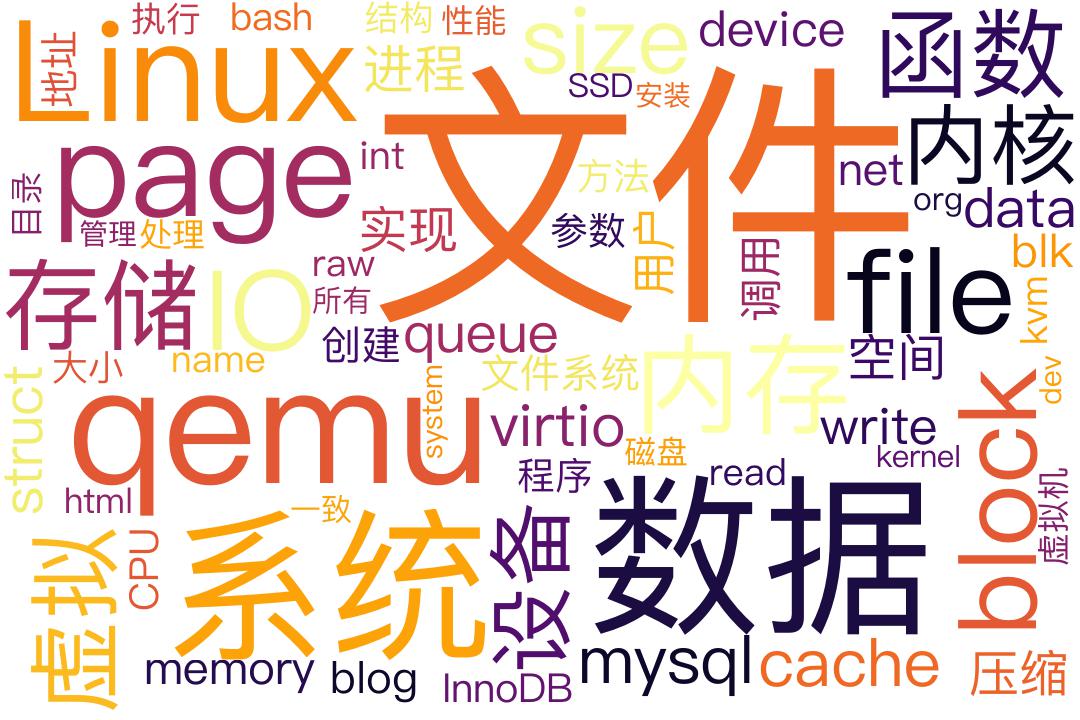 执行
bash
结构
性能
size
device
函数
Linux
地址
进程
SSD
安装
文件
内核
page
int
方法
net
org
data
目录
管理
处理
实现
参数
用户
调用
blk
存储
IO
raw
所有
file
kvm
创建
queue
空间
大小
name
文件系统
内存
dev
struct
qemu
system
virtio
write
block
磁盘
kernel
html
程序
read
虚拟机
一致
数据
虚拟
CPU
系统
设备
memory
blog
InnoDB
mysql
cache
压缩